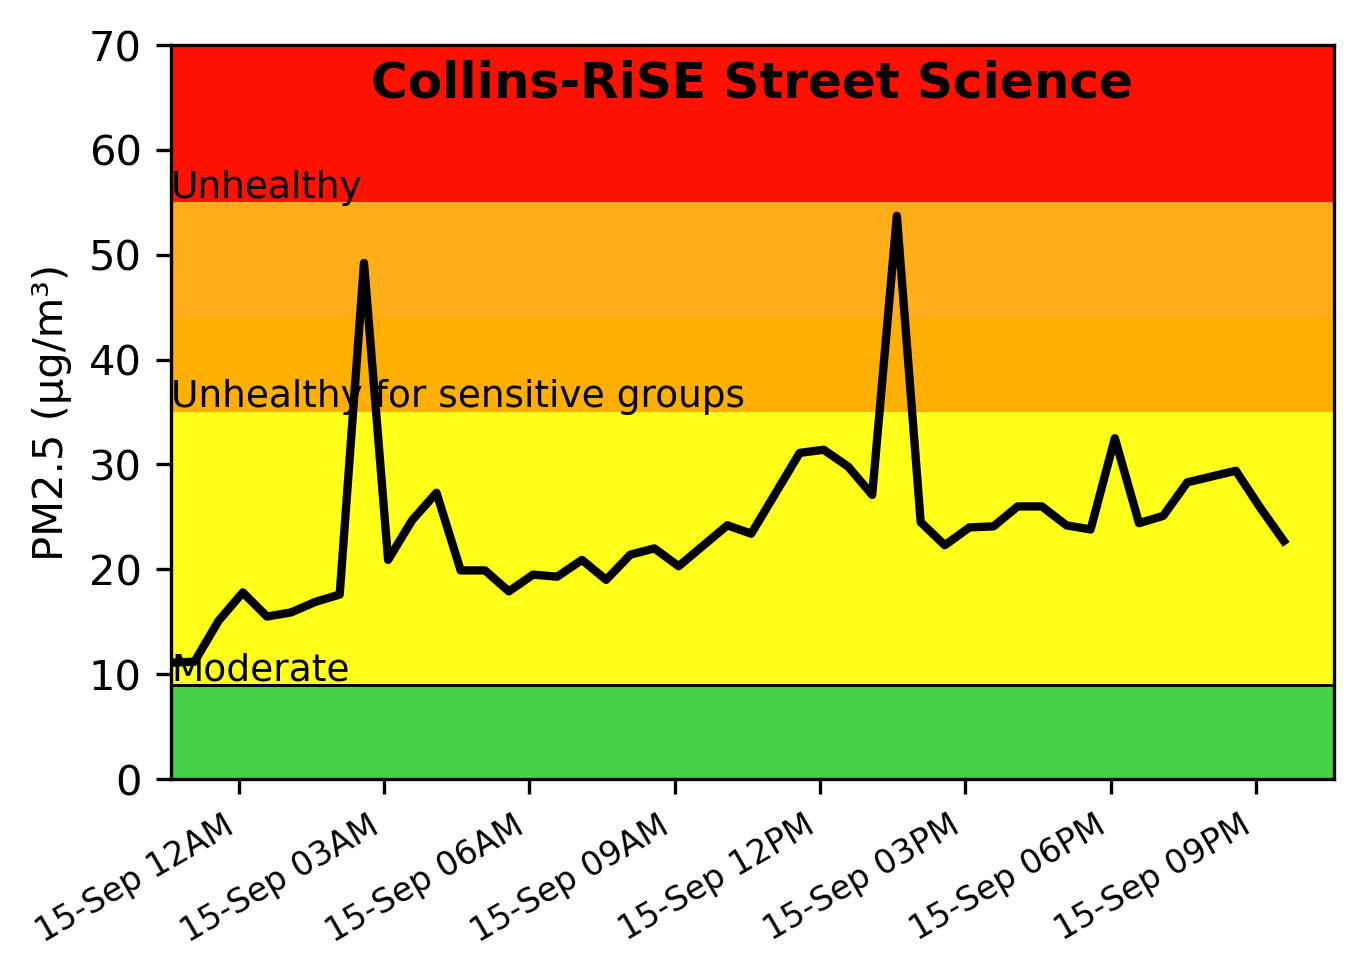 Collins-RiSE Street Science
PM2.5 (µg/m³)
70
60
Unhealthy
50
40
Unhealthy for sensitive groups
30
20
10
Moderate
0
15-Sep 12AM
15-Sep 03AM
15-Sep 06AM
15-Sep 09AM
15-Sep 12PM
15-Sep 03PM
15-Sep 06PM
15-Sep 09PM